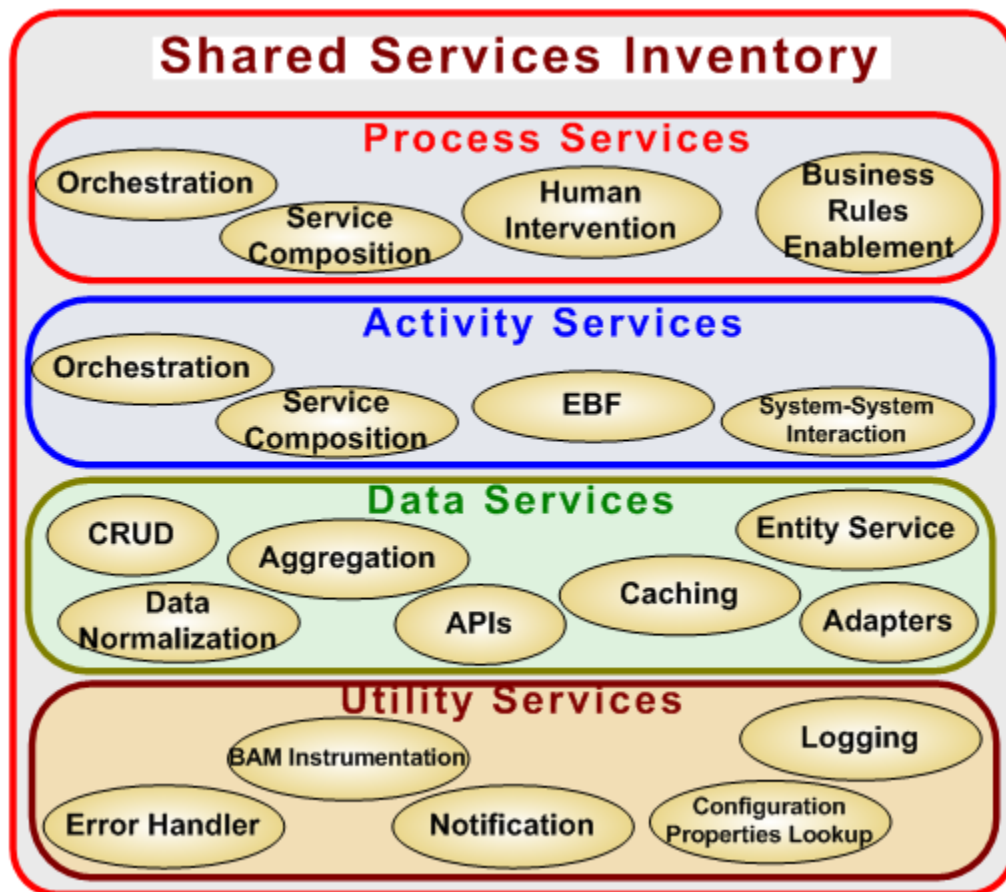 Shared Services Inventory
Process Services
Orchestration
Service
Composition
Human
Intervention
Business
Rules
Enablement
Activity Services
Orchestration
Service
Composition
EBF
System-System
Interaction
Data Services
CRUD
Aggregation
Entity Service
Data
Normalization
APIs
Caching
Adapters
Utility Services
BAM Instrumentation
Logging
Error Handler
Notification
Configuration
Properties Lookup